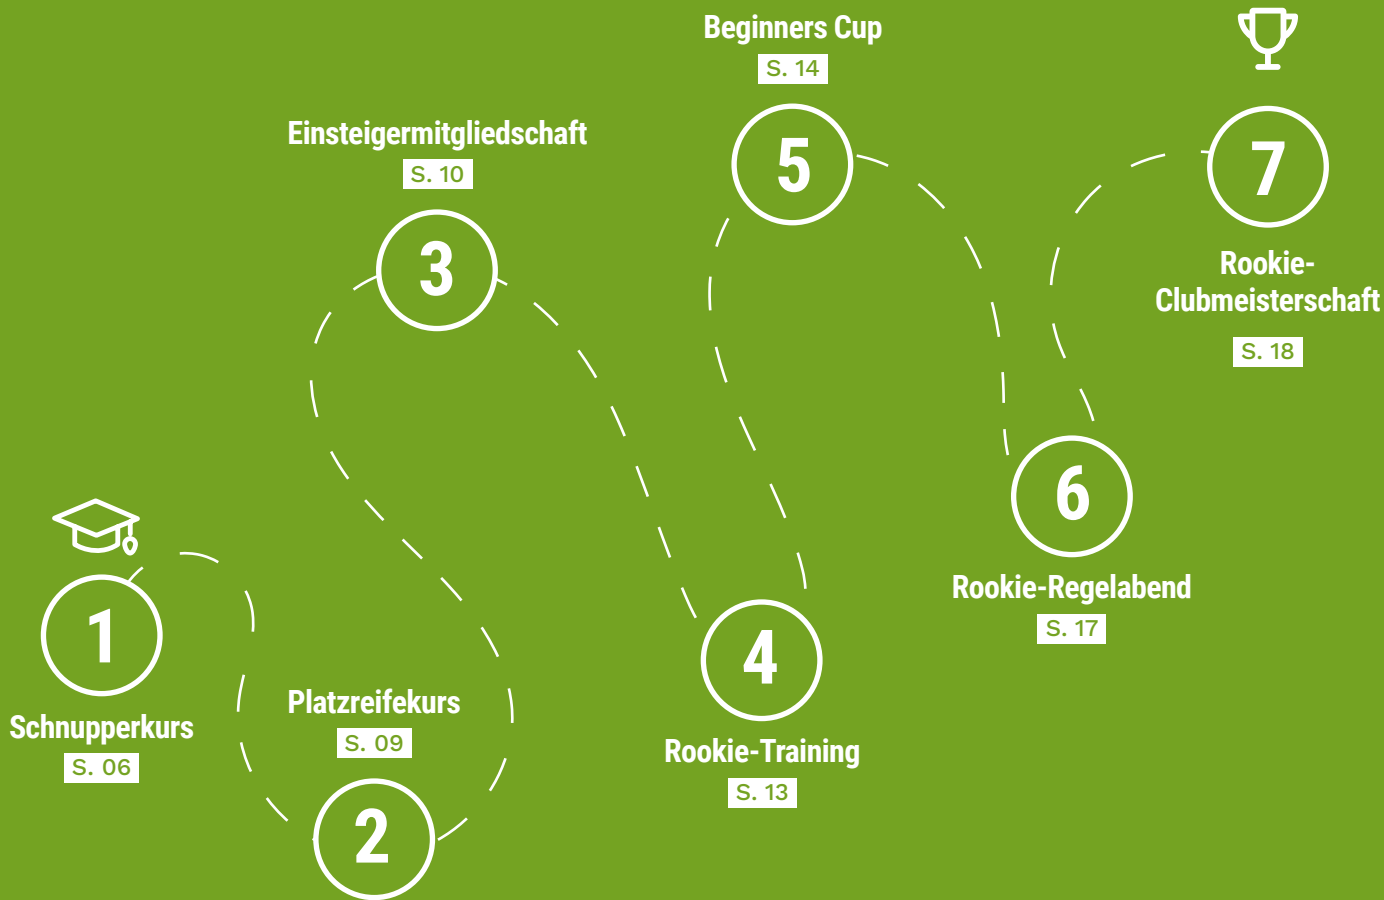 1
Schnupperkurs
S. 06
Platzreifekurs
S. 09
2
Einsteigermitgliedschaft
S. 10
3
4
Rookie-Training
S. 13
Beginners Cup
S. 14
5
6
Rookie-Regelabend
S. 17
7
Rookie-
Clubmeisterschaft
S. 18